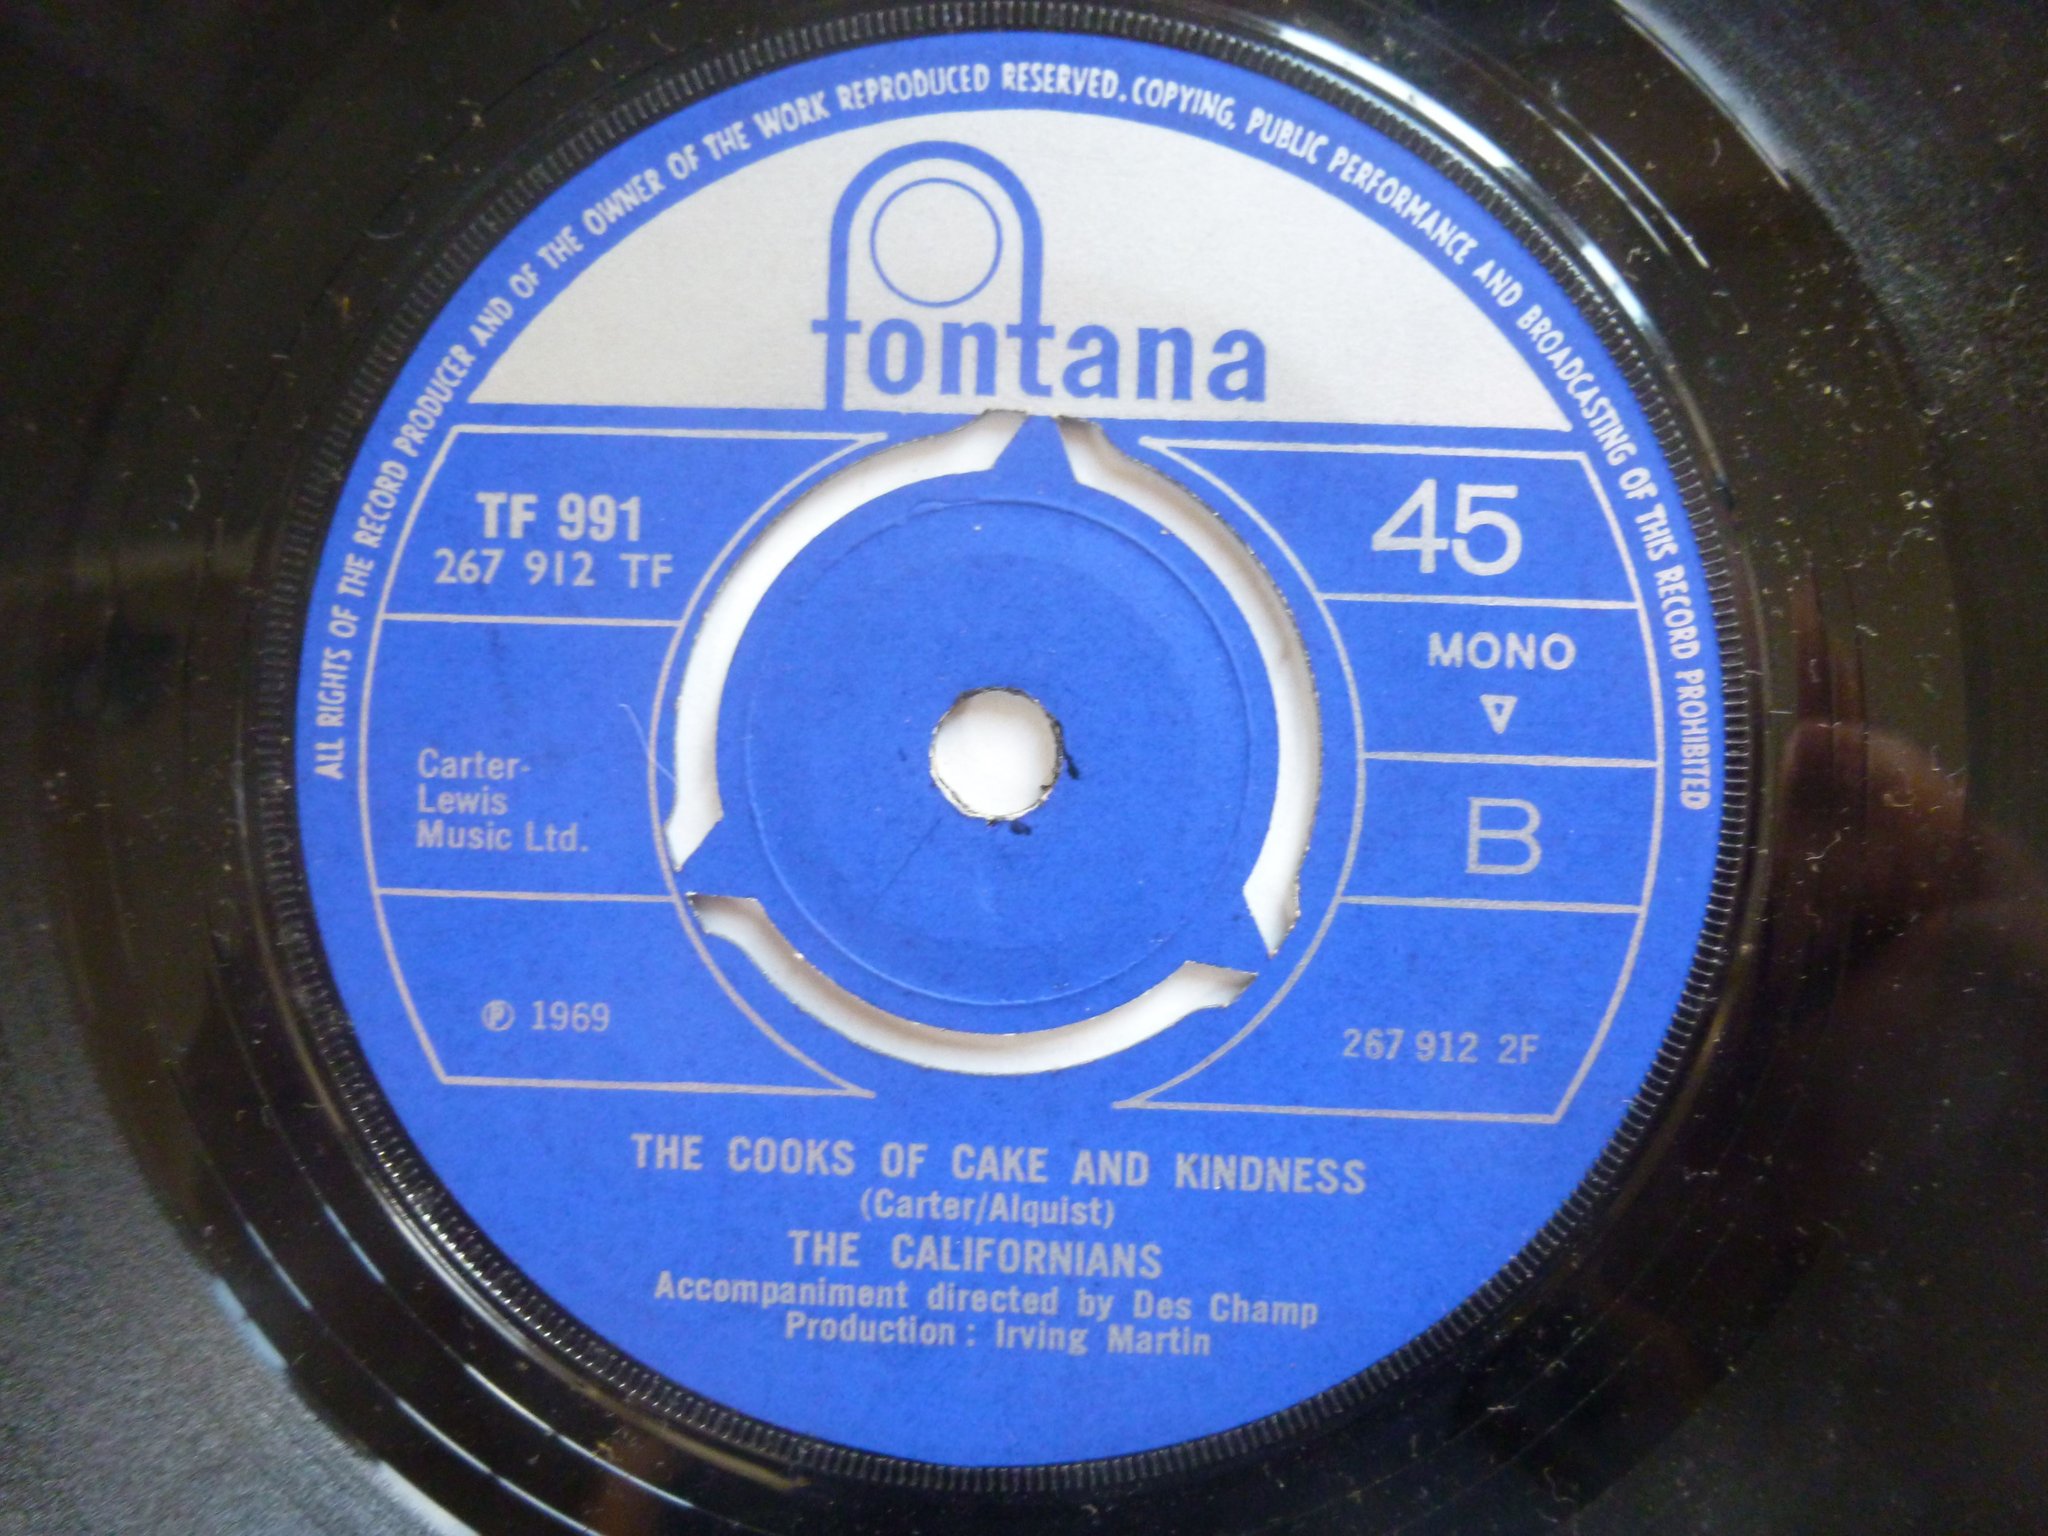 ALL RIGHTS OF THE RECORD PRODUCER AND OF THE OWNER OF THE WORK REPRODUCED RESERVED. COPYING, PUBLIC PERFORMANCE AND BROADCASTING OF THIS RECORD PROHIBITED
fontana
TF 991
267 912 TF
45
MONO
Carter-
Lewis
Music Ltd.
B
℗ 1969
267 912 2F
THE COOKS OF CAKE AND KINDNESS
(Carter/Alquist)
THE CALIFORNIANS
Accompaniment directed by Des Champ
Production : Irving Martin